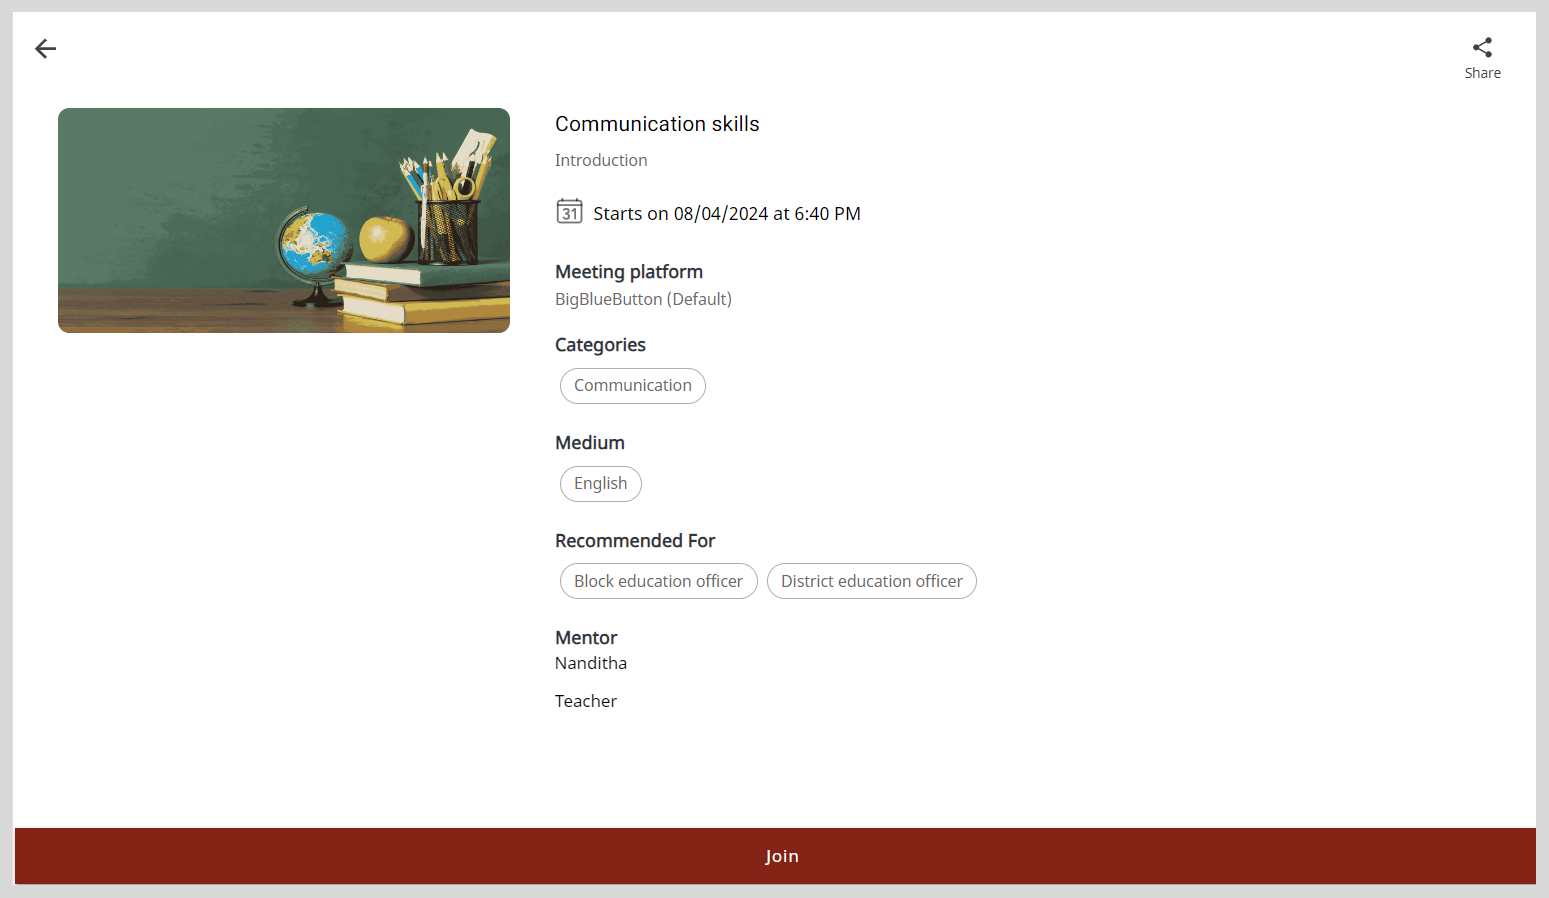 Share
Communication skills
Introduction
31 Starts on 08/04/2024 at 6:40 PM
Meeting platform
BigBlueButton (Default)
Categories
Communication
Medium
English
Recommended For
Block education officer District education officer
Mentor
Nanditha
Teacher
Join